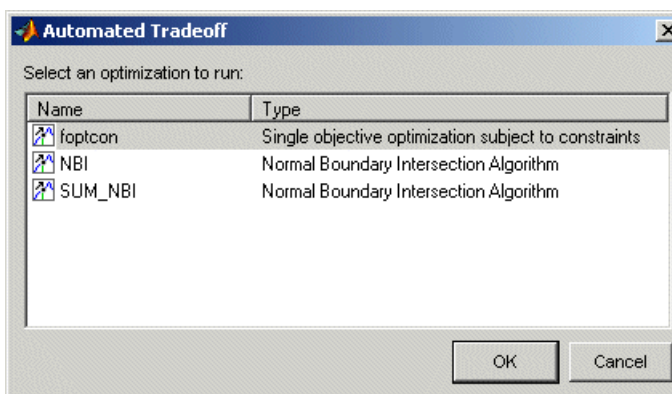 Automated Tradeoff
Select an optimization to run:
Name Type
foptcon Single objective optimization subject to constraints
NBI Normal Boundary Intersection Algorithm
SUM_NBI Normal Boundary Intersection Algorithm
OK Cancel